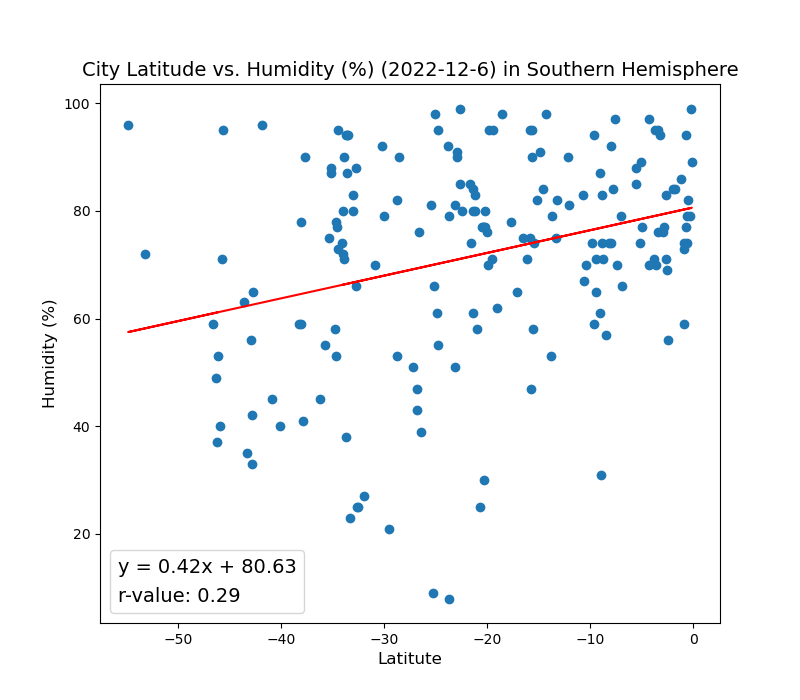 City Latitude vs. Humidity (%) (2022-12-6) in Southern Hemisphere
100
80
60
40
20
Humidity (%)
y = 0.42x + 80.63
r-value: 0.29
−50 −40 −30 −20 −10 0
Latitute